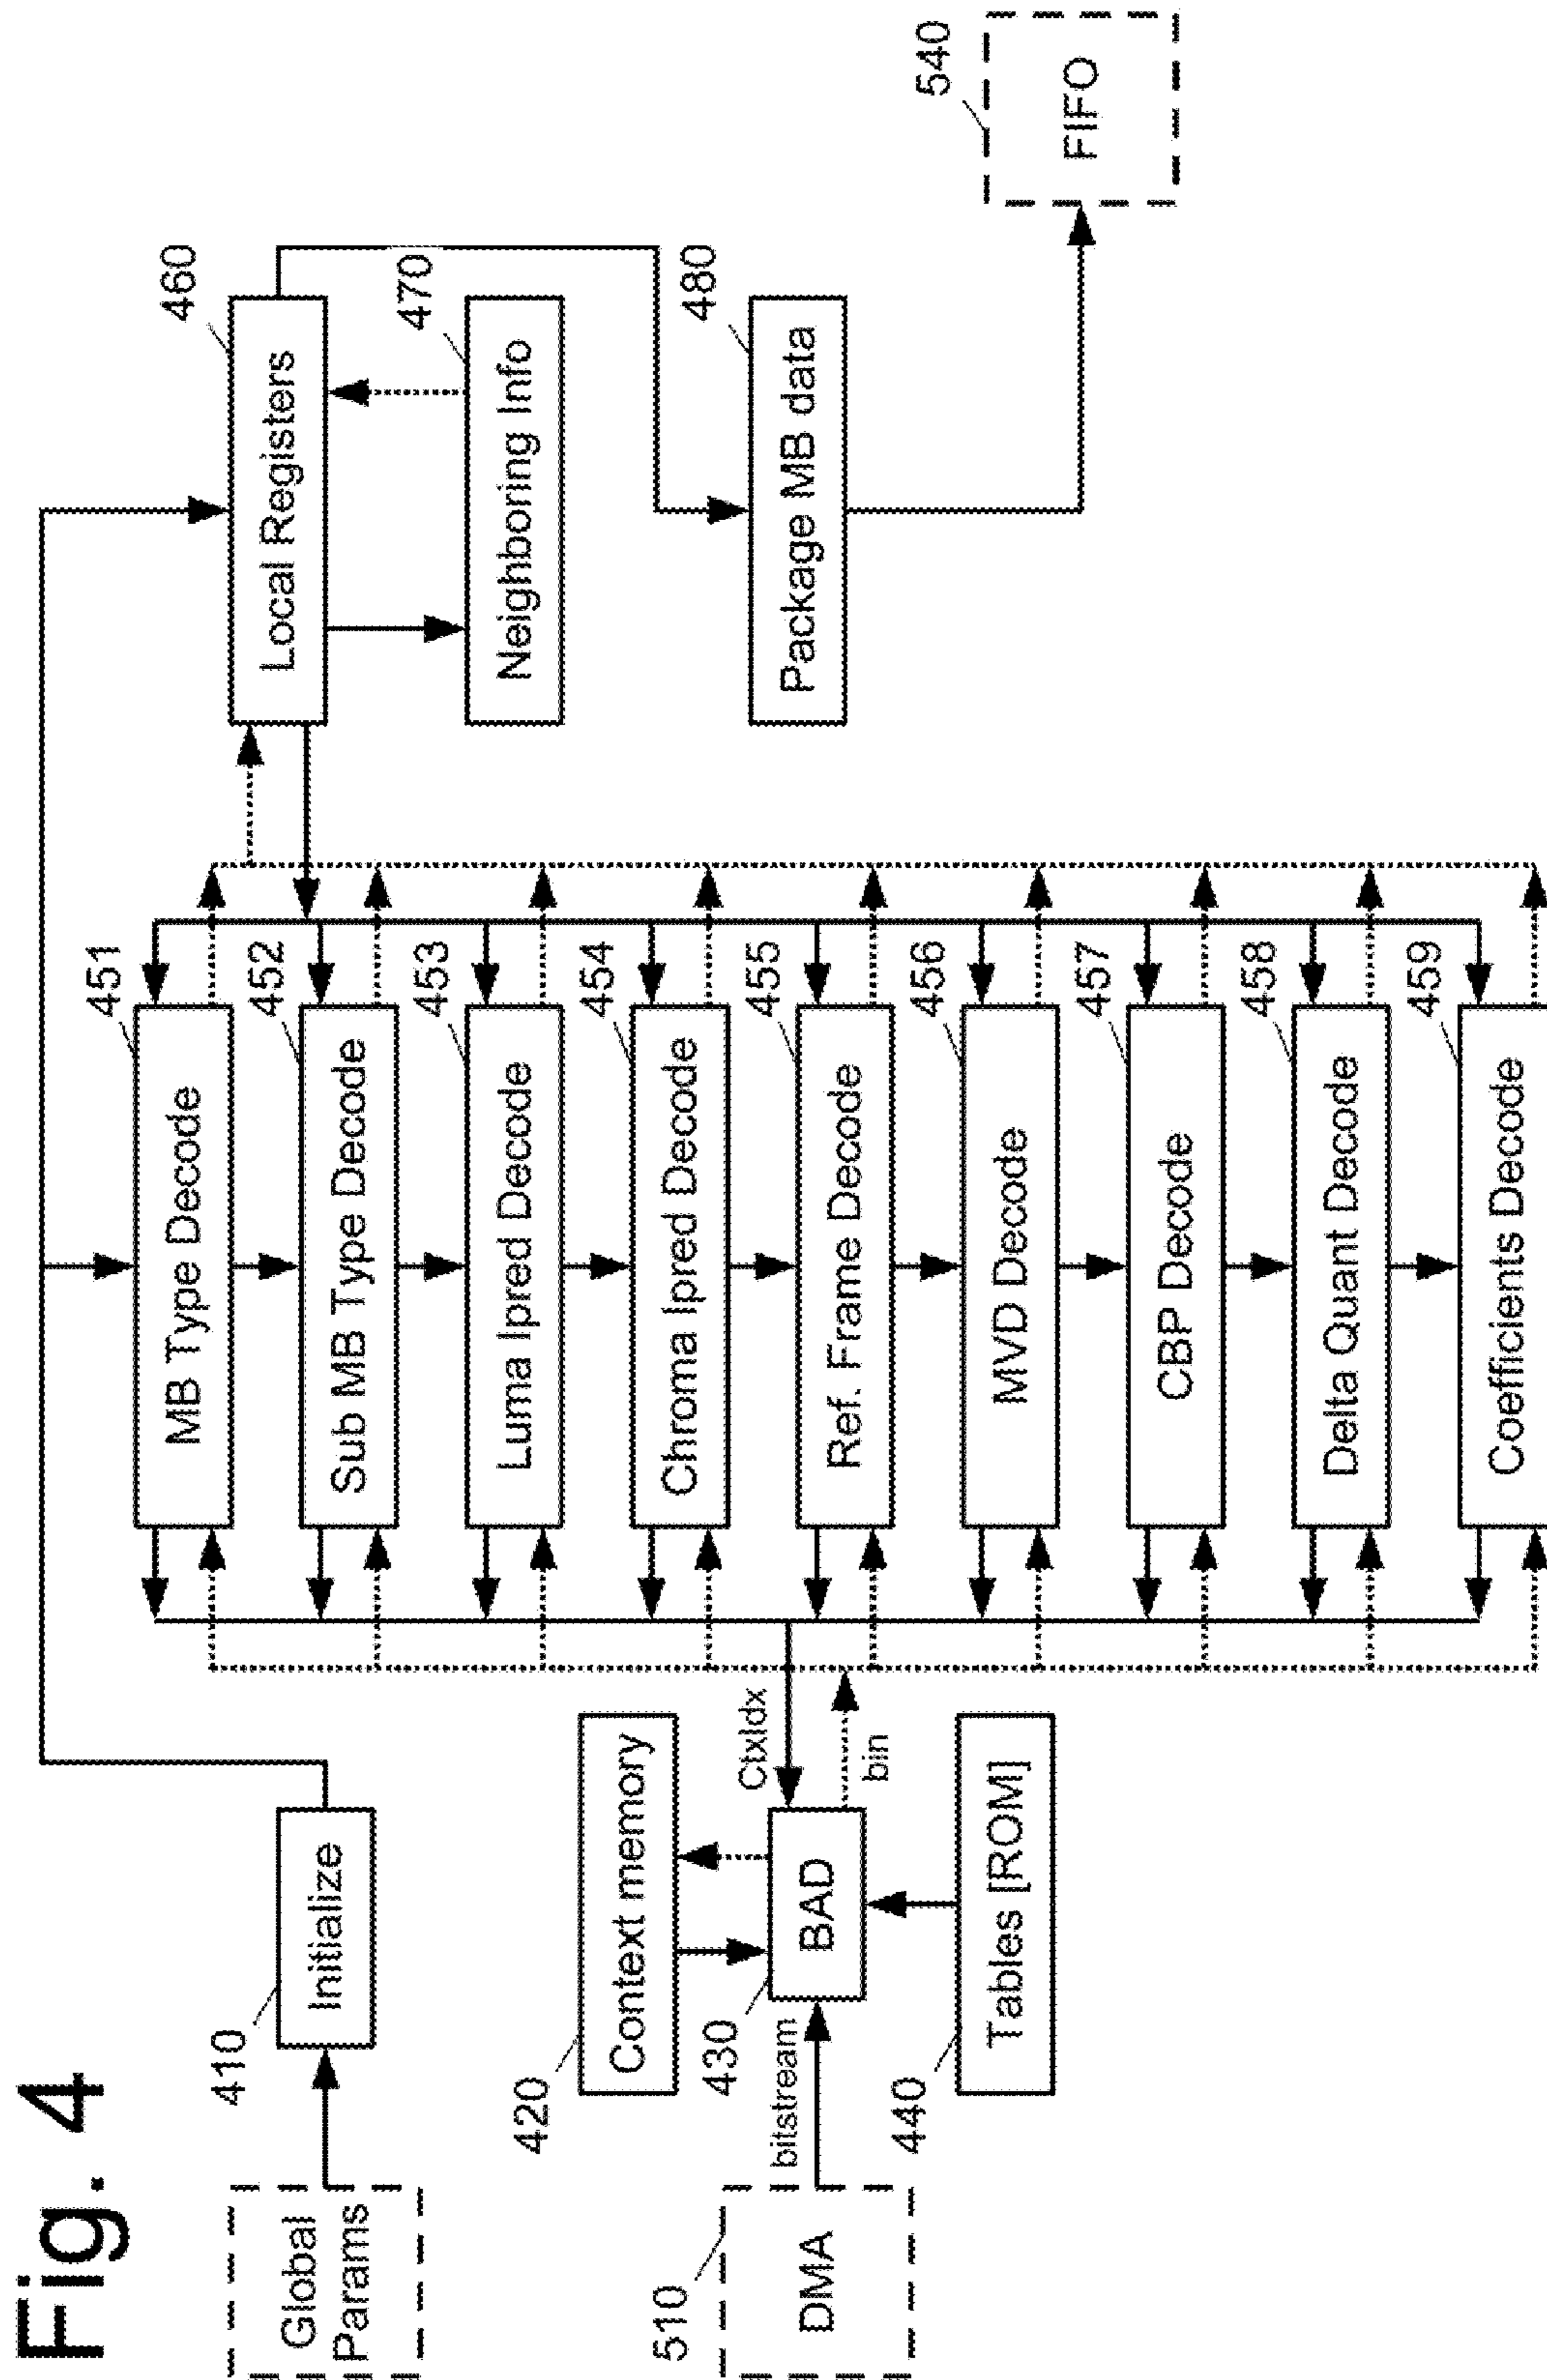 Fig. 4
Global
Params
410
Initialize
510
DMA
bitstream
420
Context memory
430
BAD
CtxIdx
bin
440
Tables [ROM]
451
MB Type Decode
452
Sub MB Type Decode
453
Luma Ipred Decode
454
Chroma Ipred Decode
455
Ref. Frame Decode
456
MVD Decode
457
CBP Decode
458
Delta Quant Decode
459
Coefficients Decode
460
Local Registers
470
Neighboring Info
480
Package MB data
540
FIFO